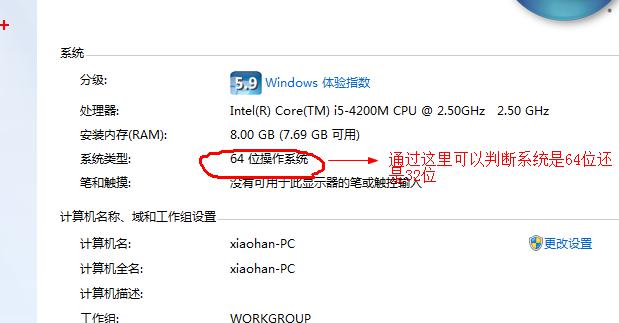 系统
分级: 5.9 Windows 体验指数
处理器: Intel(R) Core(TM) i5-4200M CPU @ 2.50GHz 2.50 GHz
安装内存(RAM): 8.00 GB (7.69 GB 可用)
系统类型: 64 位操作系统
通过这里可以判断系统是64位还
是32位
笔和触摸: 没有可用于此显示器的笔或触控输入
计算机名称、域和工作组设置
计算机名: xiaohan-PC 更改设置
计算机全名: xiaohan-PC
计算机描述:
工作组: WORKGROUP